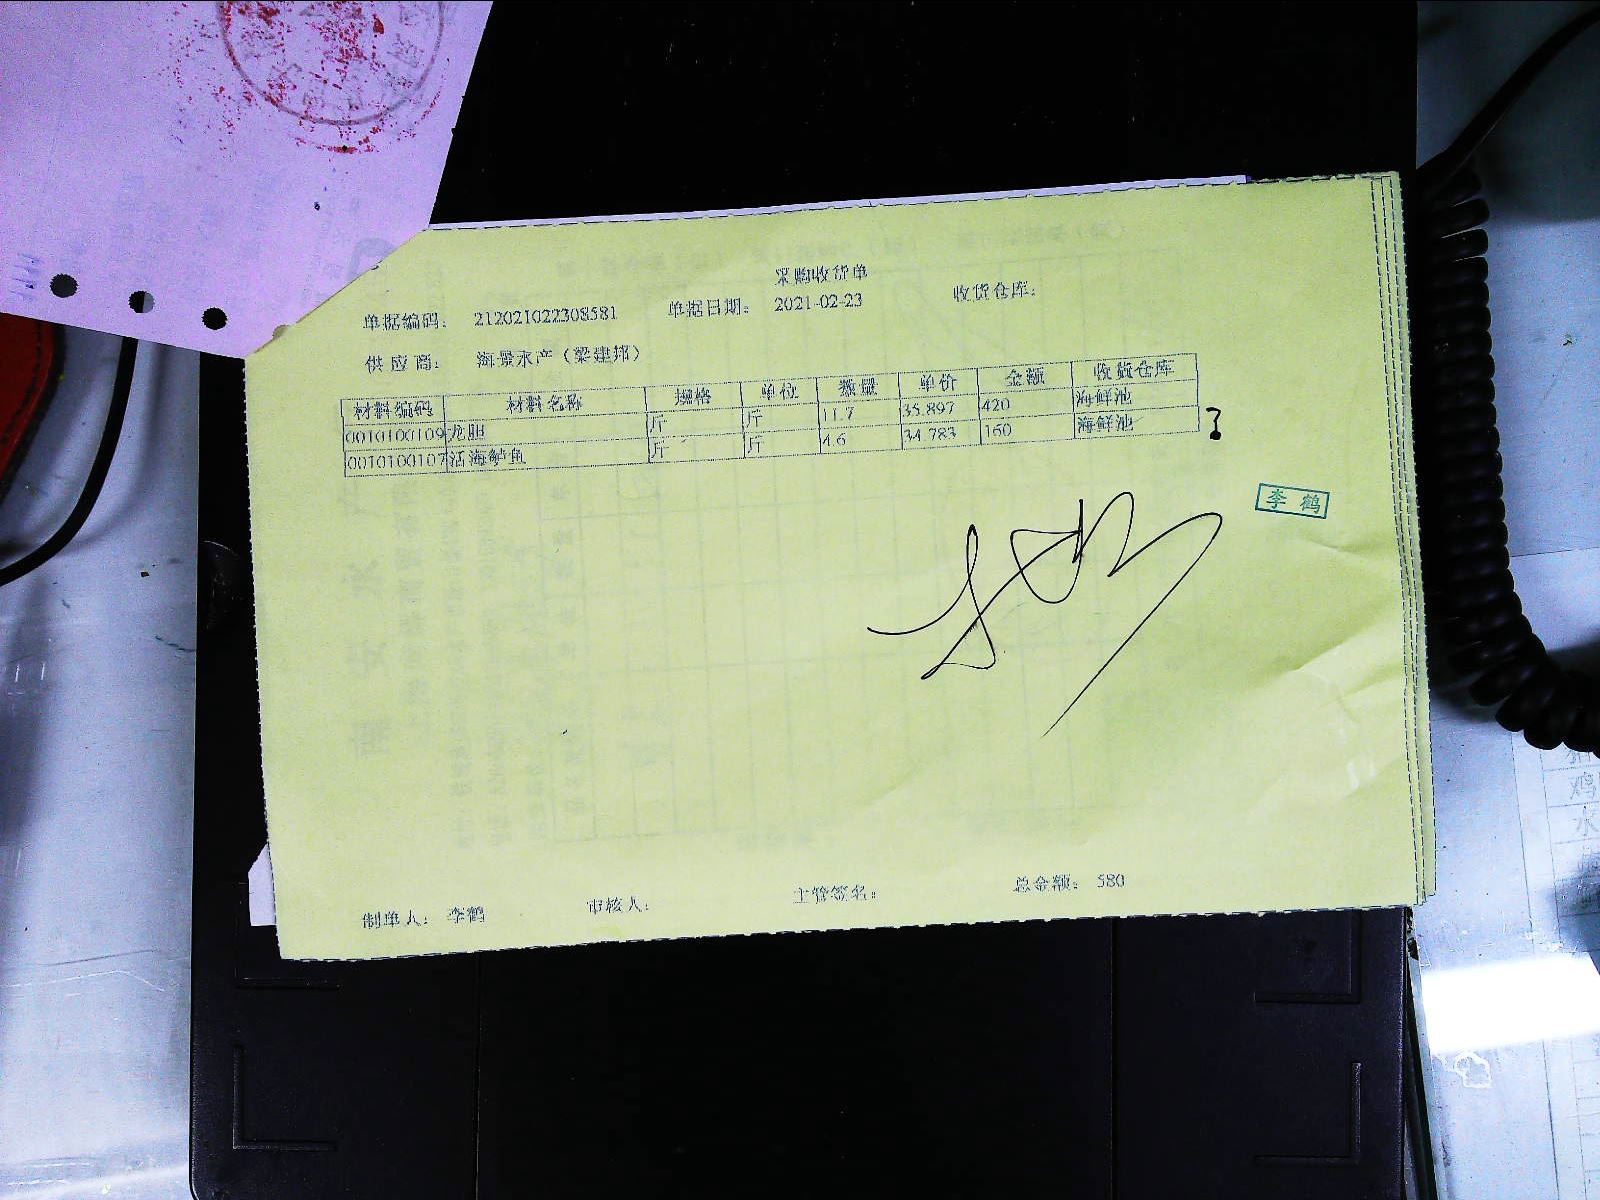 采购收货单
单据编码： 212021022308581 单据日期： 2021-02-23 收货仓库：
供应商： 海景水产（梁建邦）
材料编码 材料名称 规格 单位 数量 单价 金额 收货仓库
0010100109 龙胆 斤 斤 11.7 35.897 420 海鲜池
0010100107 活海鲈鱼 斤 斤 4.6 34.783 160 海鲜池
李鹤
制单人： 李鹤 审核人： 主管签名： 总金额： 580
鸡
水